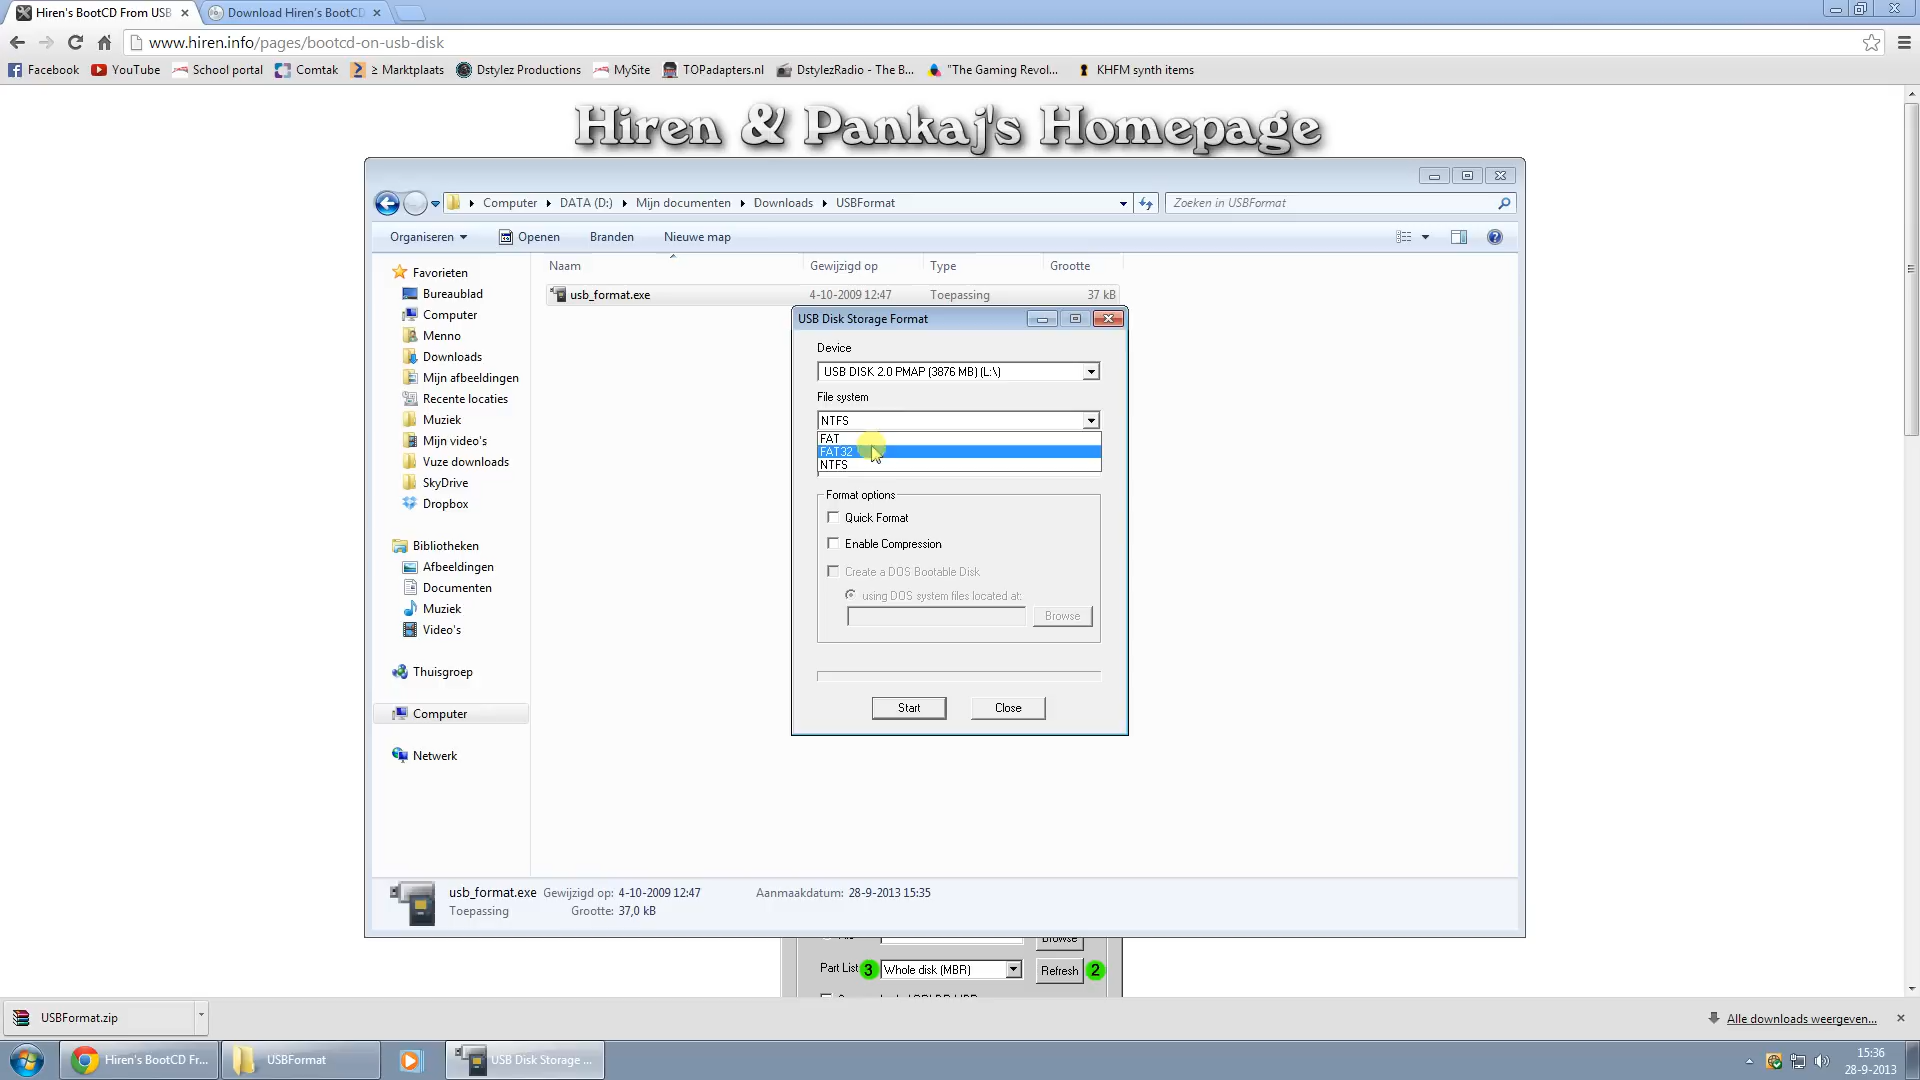 Hiren's BootCD From USB
Download Hiren's BootCD
www.hiren.info/pages/bootcd-on-usb-disk
Facebook YouTube School portal Comtak ≥ Marktplaats Dstylez Productions MySite TOPadapters.nl DstylezRadio - The B... "The Gaming Revol... KHFM synth items
Hiren & Pankaj's Homepage
Computer DATA (D:) Mijn documenten Downloads USBFormat
Zoeken in USBFormat
Organiseren Openen Branden Nieuwe map
Naam Gewijzigd op Type Grootte
usb_format.exe 4-10-2009 12:47 Toepassing 37 kB
Favorieten
Bureaublad
Computer
Menno
Downloads
Mijn afbeeldingen
Recente locaties
Muziek
Mijn video's
Vuze downloads
SkyDrive
Dropbox
Bibliotheken
Afbeeldingen
Documenten
Muziek
Video's
Thuisgroep
Computer
Netwerk
USB Disk Storage Format
Device
USB DISK 2.0 PMAP (3876 MB) (L:\)
File system
NTFS
FAT
FAT32
NTFS
Format options
Quick Format
Enable Compression
Create a DOS Bootable Disk
using DOS system files located at:
Browse
Start Close
usb_format.exe Gewijzigd op: 4-10-2009 12:47 Aanmaakdatum: 28-9-2013 15:35
Toepassing Grootte: 37,0 kB
Browse
Part List 3 Whole disk (MBR) Refresh 2
USBFormat.zip
Alle downloads weergeven...
Hiren's BootCD Fr... USBFormat USB Disk Storage ...
15:36
28-9-2013